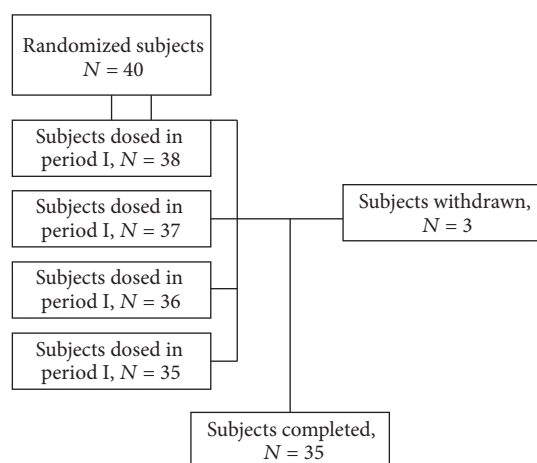 Randomized subjects
N = 40
Subjects dosed in
period I, N = 38
Subjects dosed in
period I, N = 37
Subjects withdrawn,
N = 3
Subjects dosed in
period I, N = 36
Subjects dosed in
period I, N = 35
Subjects completed,
N = 35